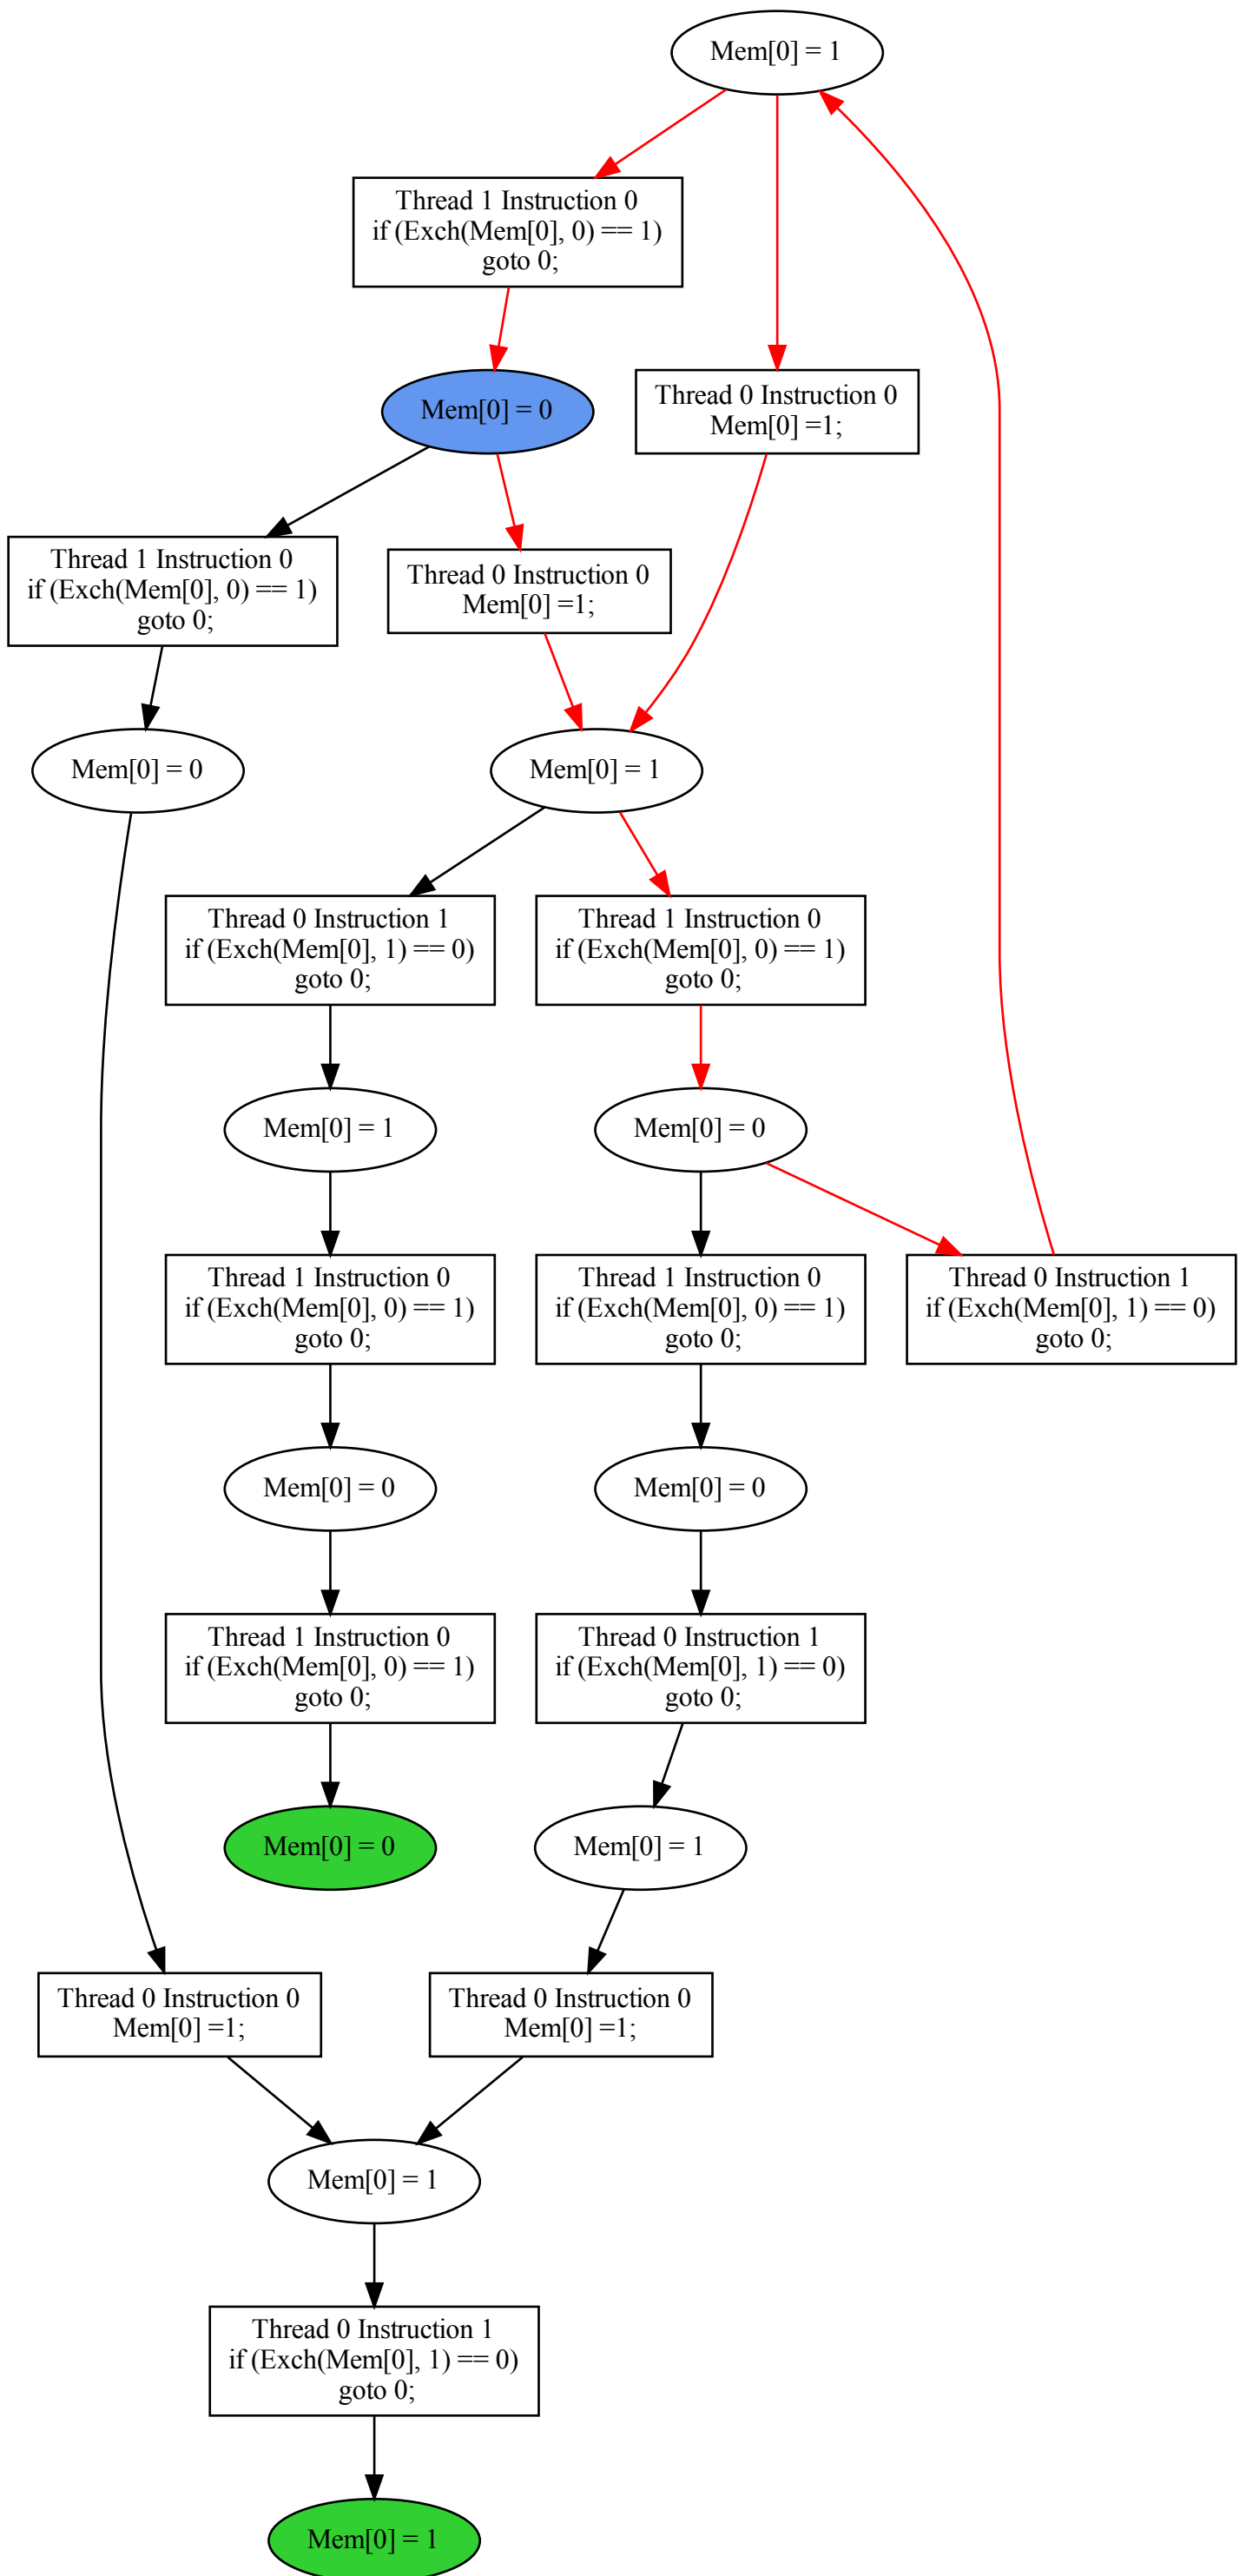 Mem[0] = 1
Thread 1 Instruction 0
if (Exch(Mem[0], 0) == 1)
goto 0;
Mem[0] = 0
Thread 0 Instruction 0
Mem[0] =1;
Thread 1 Instruction 0
if (Exch(Mem[0], 0) == 1)
goto 0;
Thread 0 Instruction 0
Mem[0] =1;
Mem[0] = 0
Mem[0] = 1
Thread 0 Instruction 1
if (Exch(Mem[0], 1) == 0)
goto 0;
Thread 1 Instruction 0
if (Exch(Mem[0], 0) == 1)
goto 0;
Mem[0] = 1
Mem[0] = 0
Thread 1 Instruction 0
if (Exch(Mem[0], 0) == 1)
goto 0;
Thread 1 Instruction 0
if (Exch(Mem[0], 0) == 1)
goto 0;
Thread 0 Instruction 1
if (Exch(Mem[0], 1) == 0)
goto 0;
Mem[0] = 0
Mem[0] = 0
Thread 1 Instruction 0
if (Exch(Mem[0], 0) == 1)
goto 0;
Thread 0 Instruction 1
if (Exch(Mem[0], 1) == 0)
goto 0;
Mem[0] = 0
Mem[0] = 1
Thread 0 Instruction 0
Mem[0] =1;
Thread 0 Instruction 0
Mem[0] =1;
Mem[0] = 1
Thread 0 Instruction 1
if (Exch(Mem[0], 1) == 0)
goto 0;
Mem[0] = 1